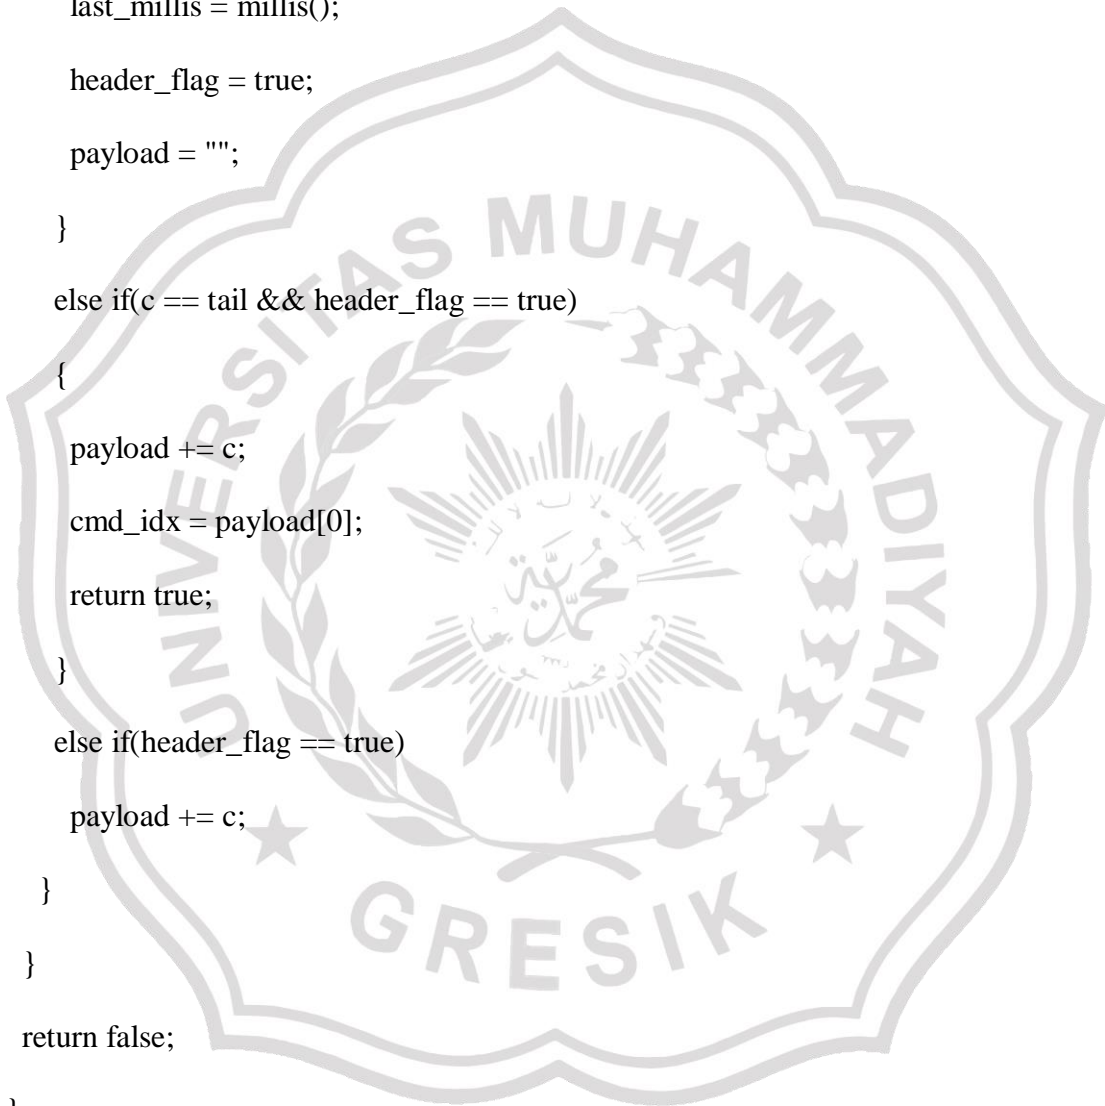 last_millis = millis();
header_flag = true;
payload = "";
}
else if(c == tail && header_flag == true)
{
payload += c;
cmd_idx = payload[0];
return true;
}
else if(header_flag == true)
payload += c;
}
}
return false;
}
UNIVERSITAS MUHAMMADIYAH
GRESIK